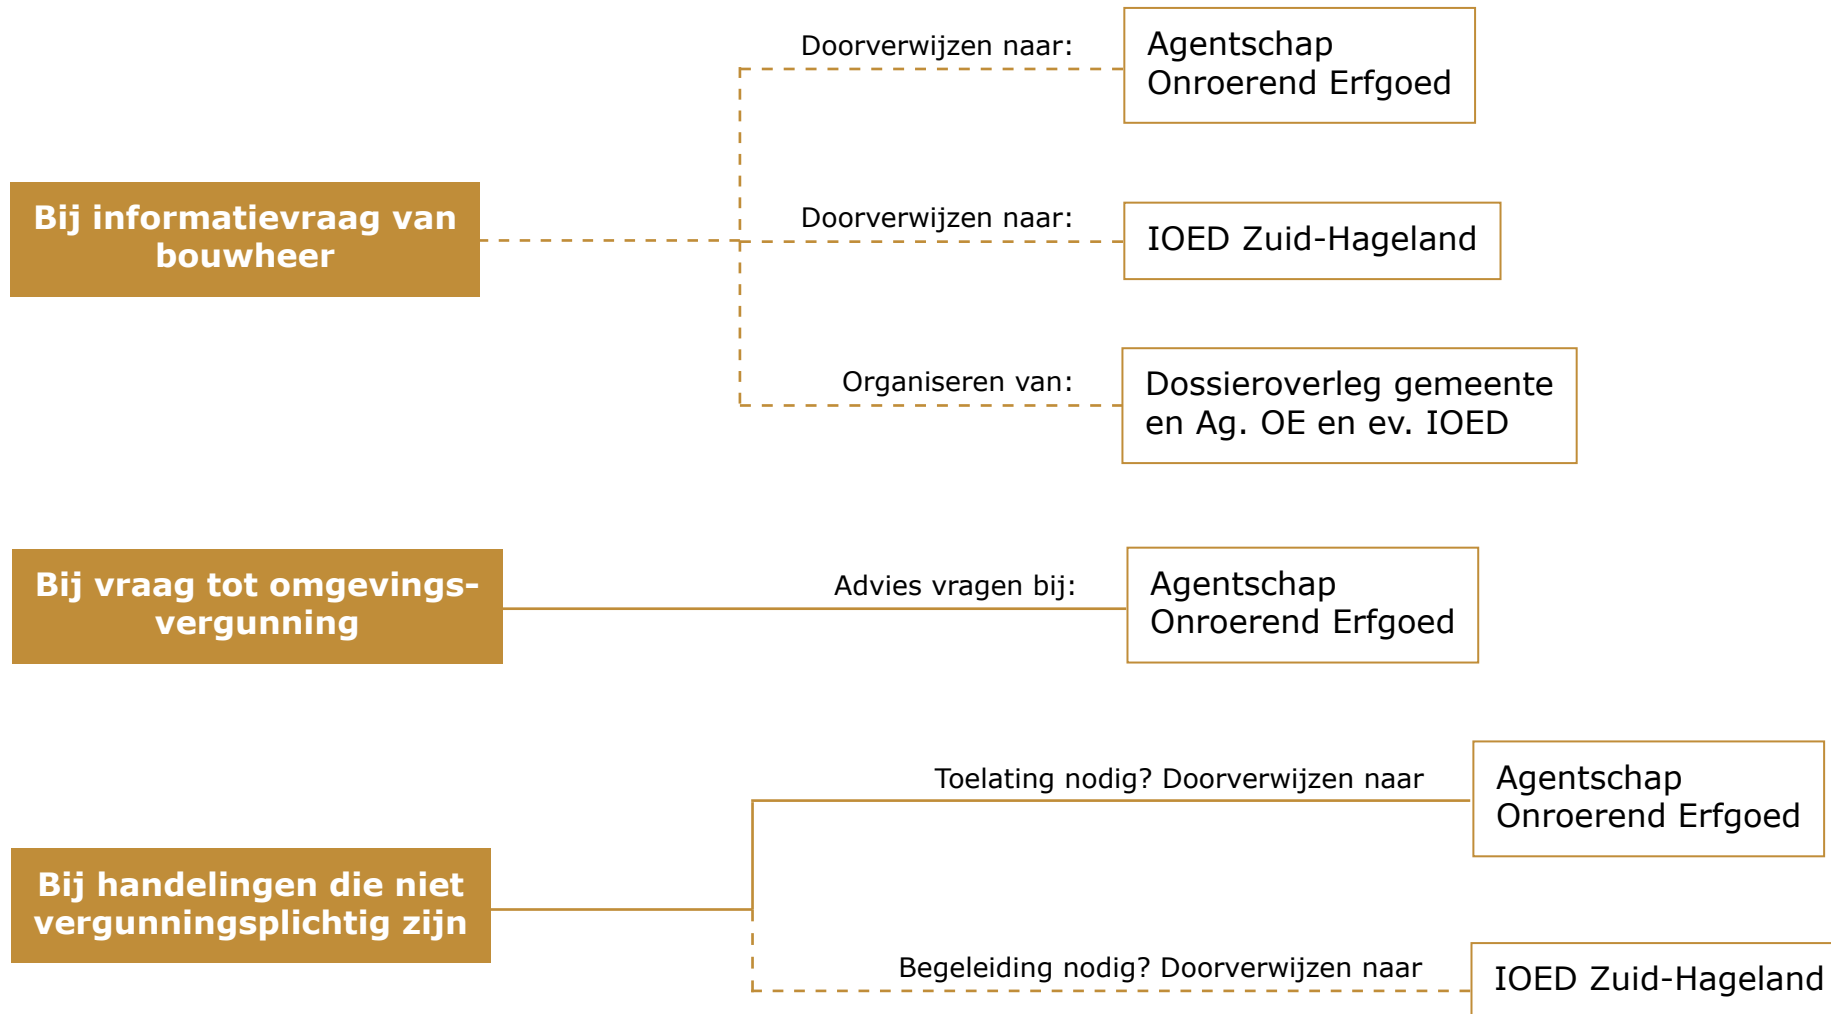 Doorverwijzen naar:
Agentschap
Onroerend Erfgoed
Bij informatievraag van
bouwheer
Doorverwijzen naar:
IOED Zuid-Hageland
Organiseren van:
Dossieroverleg gemeente
en Ag. OE en ev. IOED
Bij vraag tot omgevings-
vergunning
Advies vragen bij:
Agentschap
Onroerend Erfgoed
Bij handelingen die niet
vergunningsplichtig zijn
Toelating nodig? Doorverwijzen naar
Agentschap
Onroerend Erfgoed
Begeleiding nodig? Doorverwijzen naar
IOED Zuid-Hageland